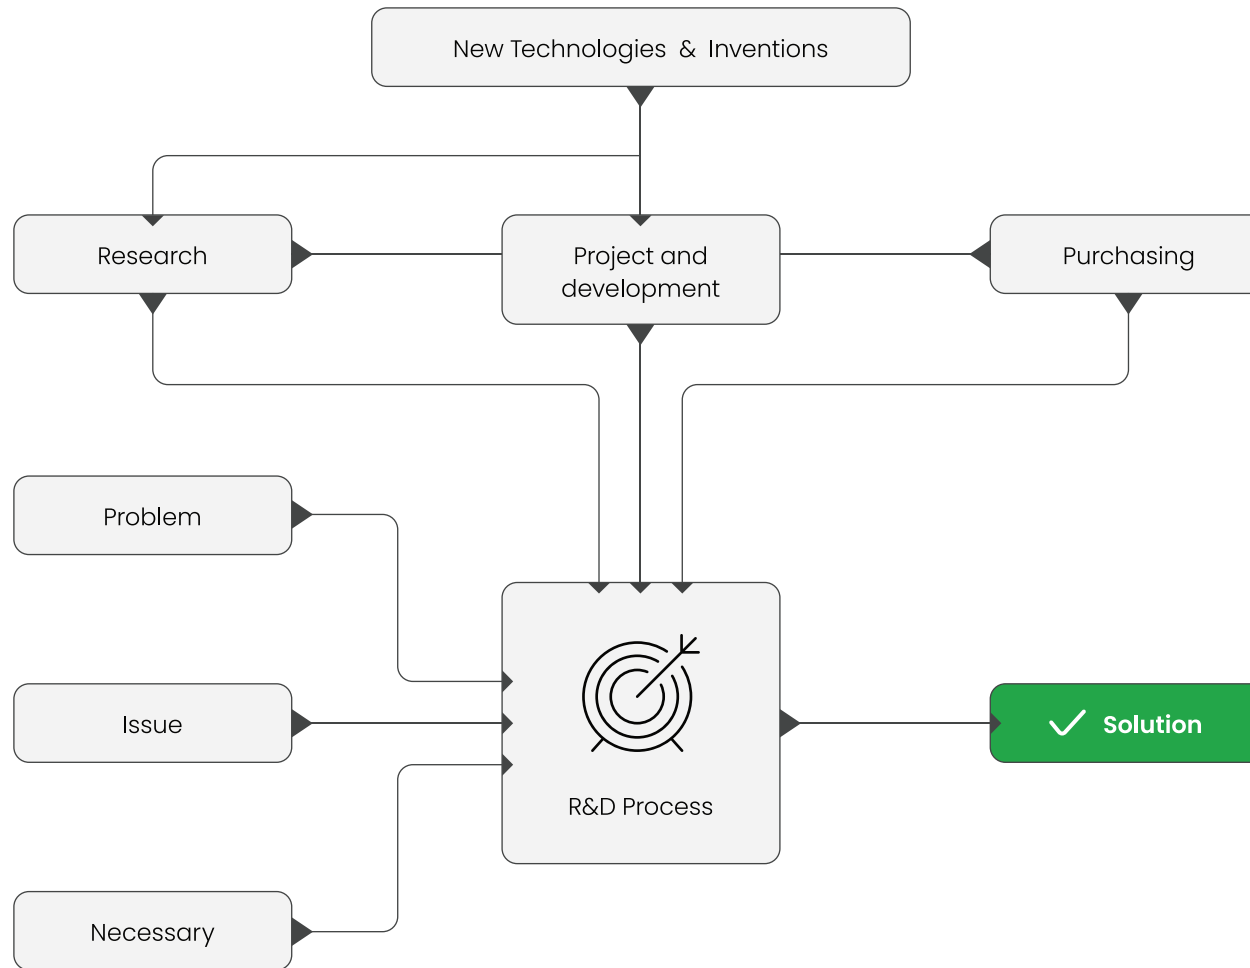 New Technologies & Inventions
Research
Project and
development
Purchasing
Problem
Issue
Solution
R&D Process
Necessary